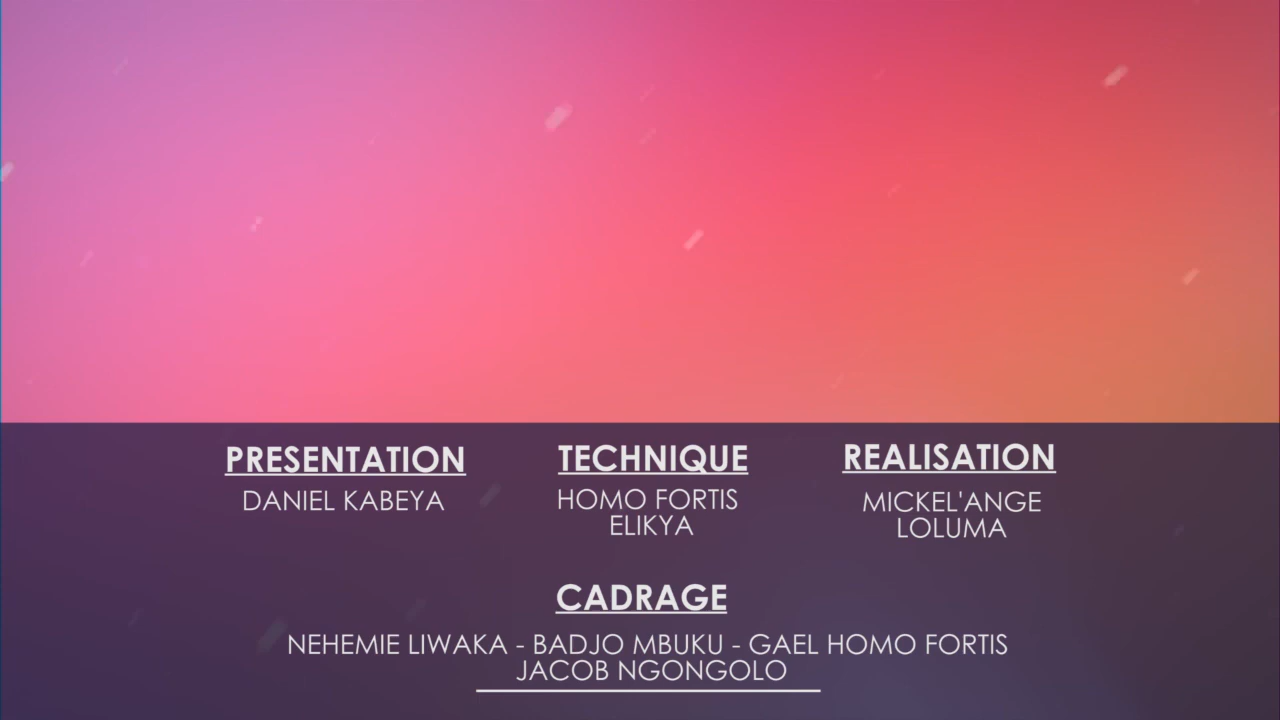 PRESENTATION
DANIEL KABEYA
TECHNIQUE
HOMO FORTIS
ELIKYA
REALISATION
MICKEL'ANGE
LOLUMA
CADRAGE
NEHEMIE LIWAKA - BADJO MBUKU - GAEL HOMO FORTIS
JACOB NGONGOLO